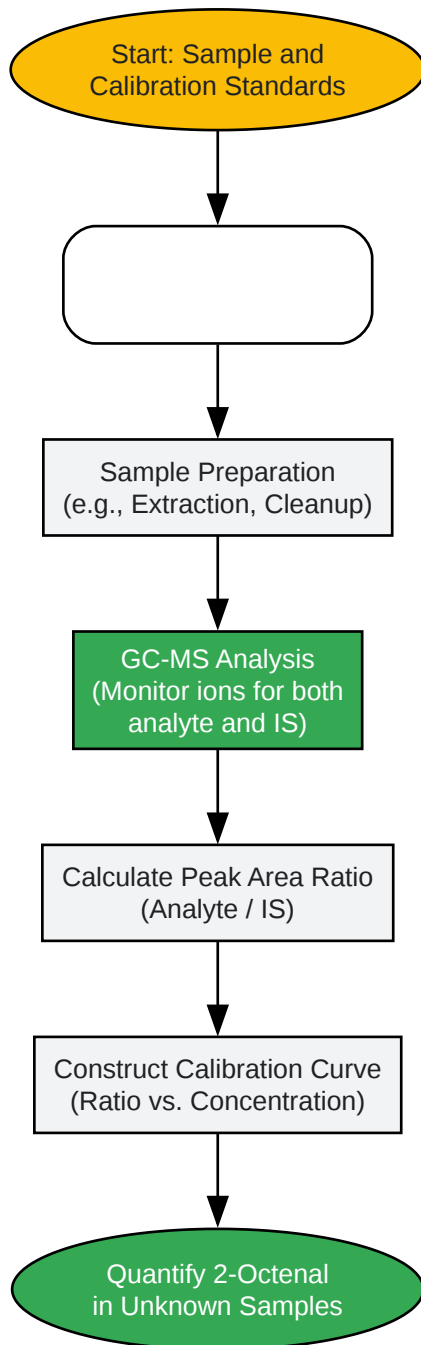 Start: Sample and
Calibration Standards
Sample Preparation
(e.g., Extraction, Cleanup)
GC-MS Analysis
(Monitor ions for both
analyte and IS)
Calculate Peak Area Ratio
(Analyte / IS)
Construct Calibration Curve
(Ratio vs. Concentration)
Quantify 2-Octenal
in Unknown Samples